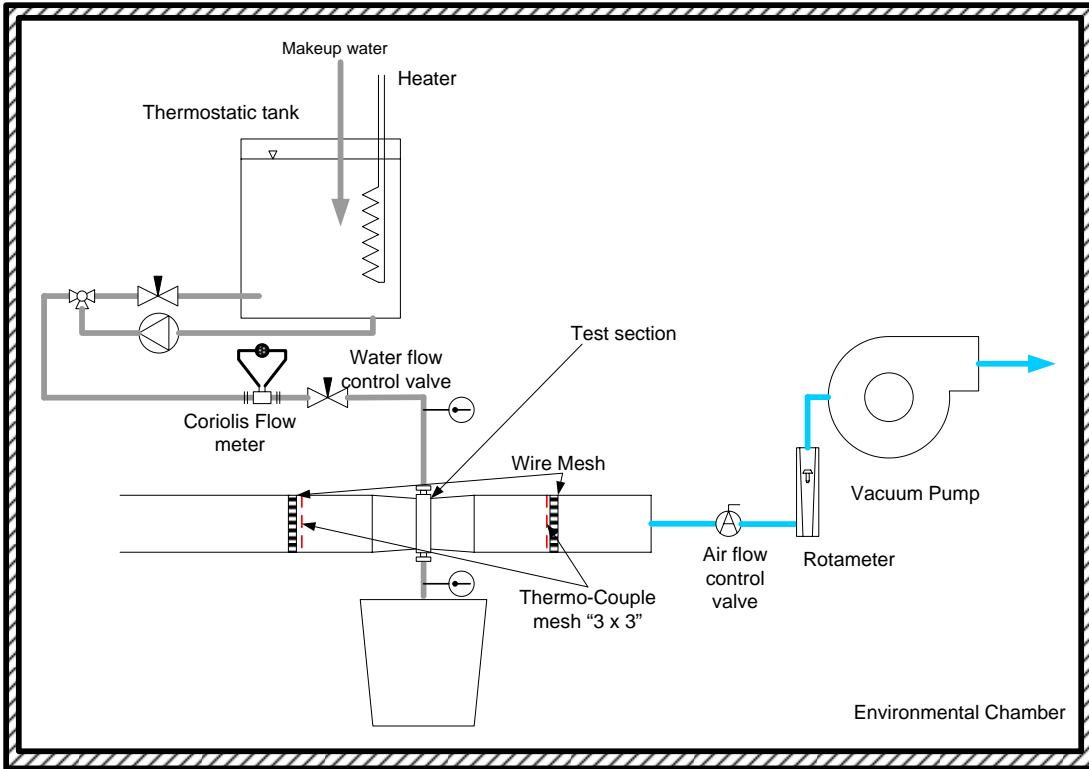 Makeup water
Heater
Thermostatic tank
Test section
Water flow
control valve
Coriolis Flow
meter
Wire Mesh
Vacuum Pump
Rotameter
Air flow
control
valve
Thermo-Couple
mesh “3 x 3”
Environmental Chamber